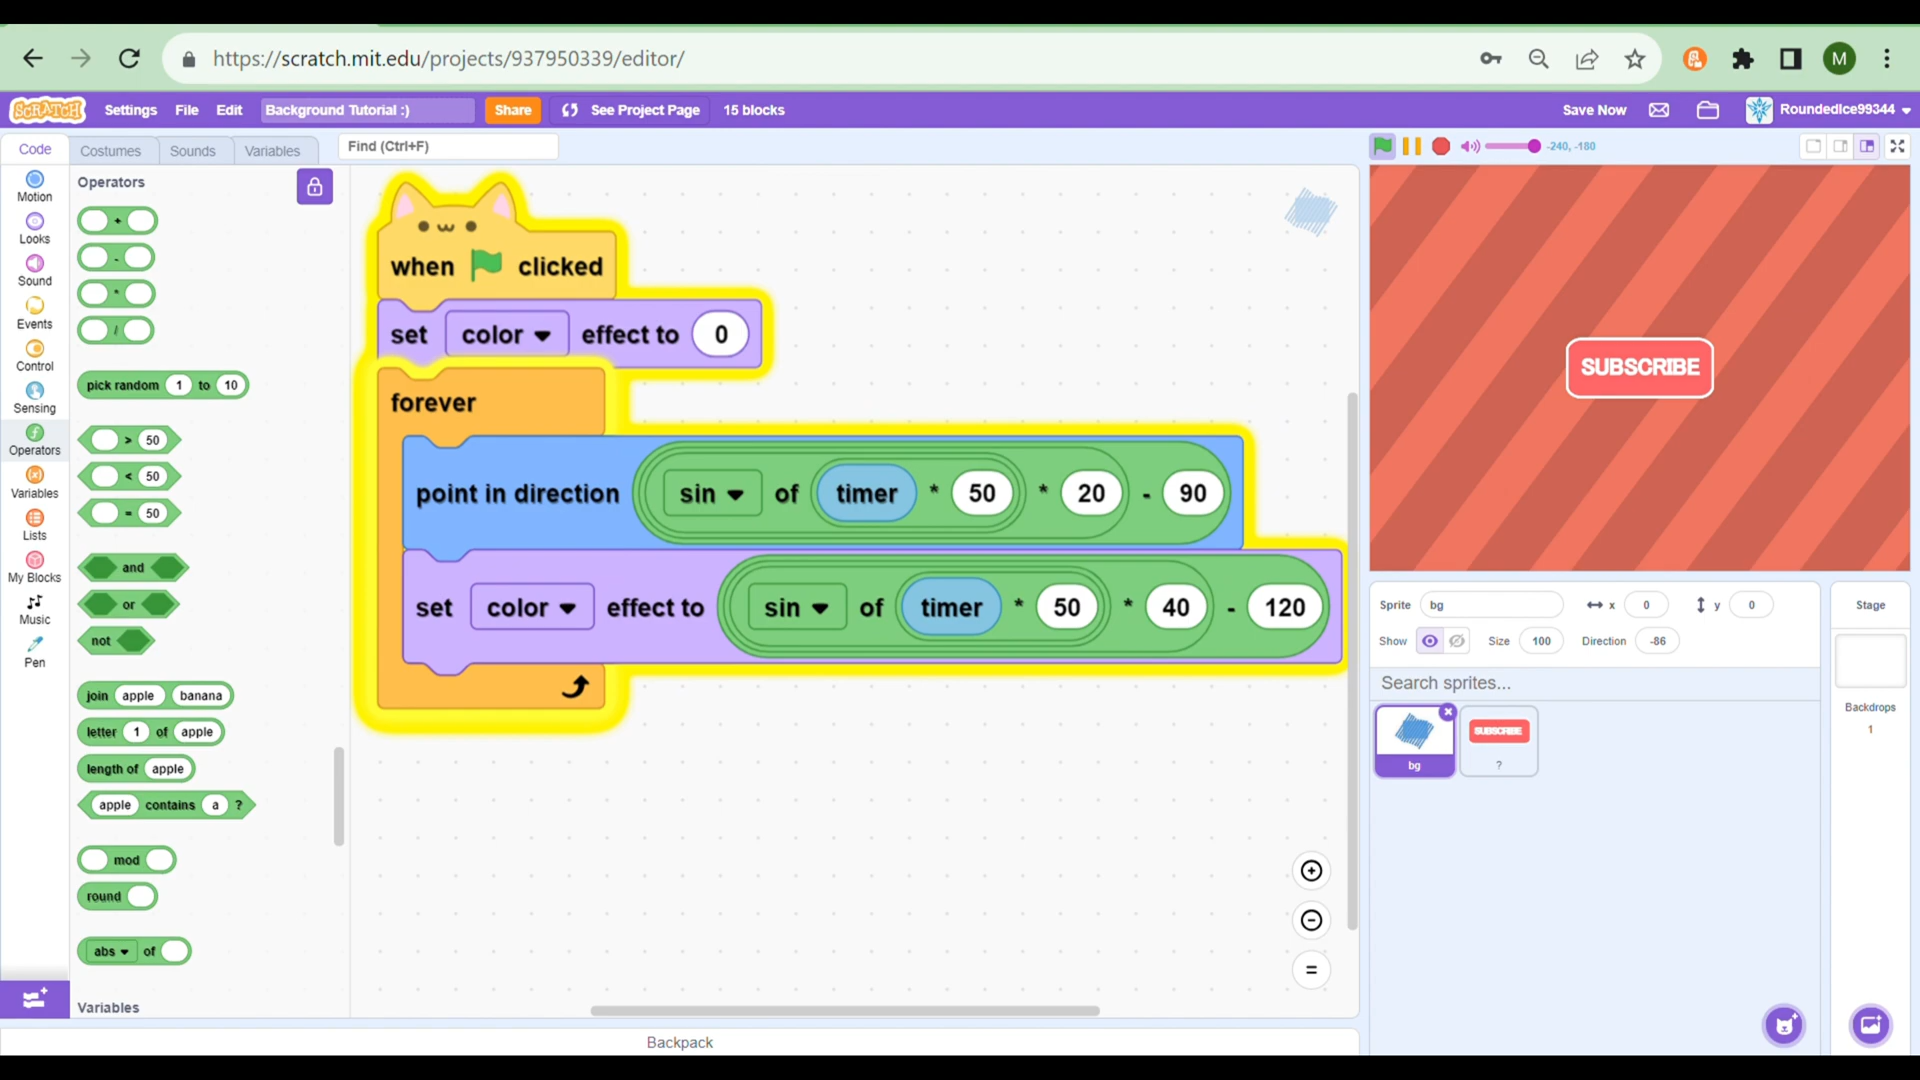 https://scratch.mit.edu/projects/937950339/editor/
M
SCRATCH
Settings
File
Edit
Background Tutorial :)
Share
See Project Page
15 blocks
Save Now
RoundedIce99344
Code
Costumes
Sounds
Variables
Find (Ctrl+F)
-240, -180
Motion
Looks
Sound
Events
Control
Sensing
Operators
Variables
Lists
My Blocks
Music
Pen
Operators
+
-
*
/
pick random 1 to 10
> 50
< 50
= 50
and
or
not
join apple banana
letter 1 of apple
length of apple
apple contains a ?
mod
round
abs of
Variables
when clicked
set color effect to 0
forever
point in direction sin of timer * 50 * 20 - 90
set color effect to sin of timer * 50 * 40 - 120
=
Backpack
SUBSCRIBE
Sprite bg x 0 y 0
Show Size 100 Direction -86
Search sprites...
bg
SUBSCRIBE
?
Stage
Backdrops
1